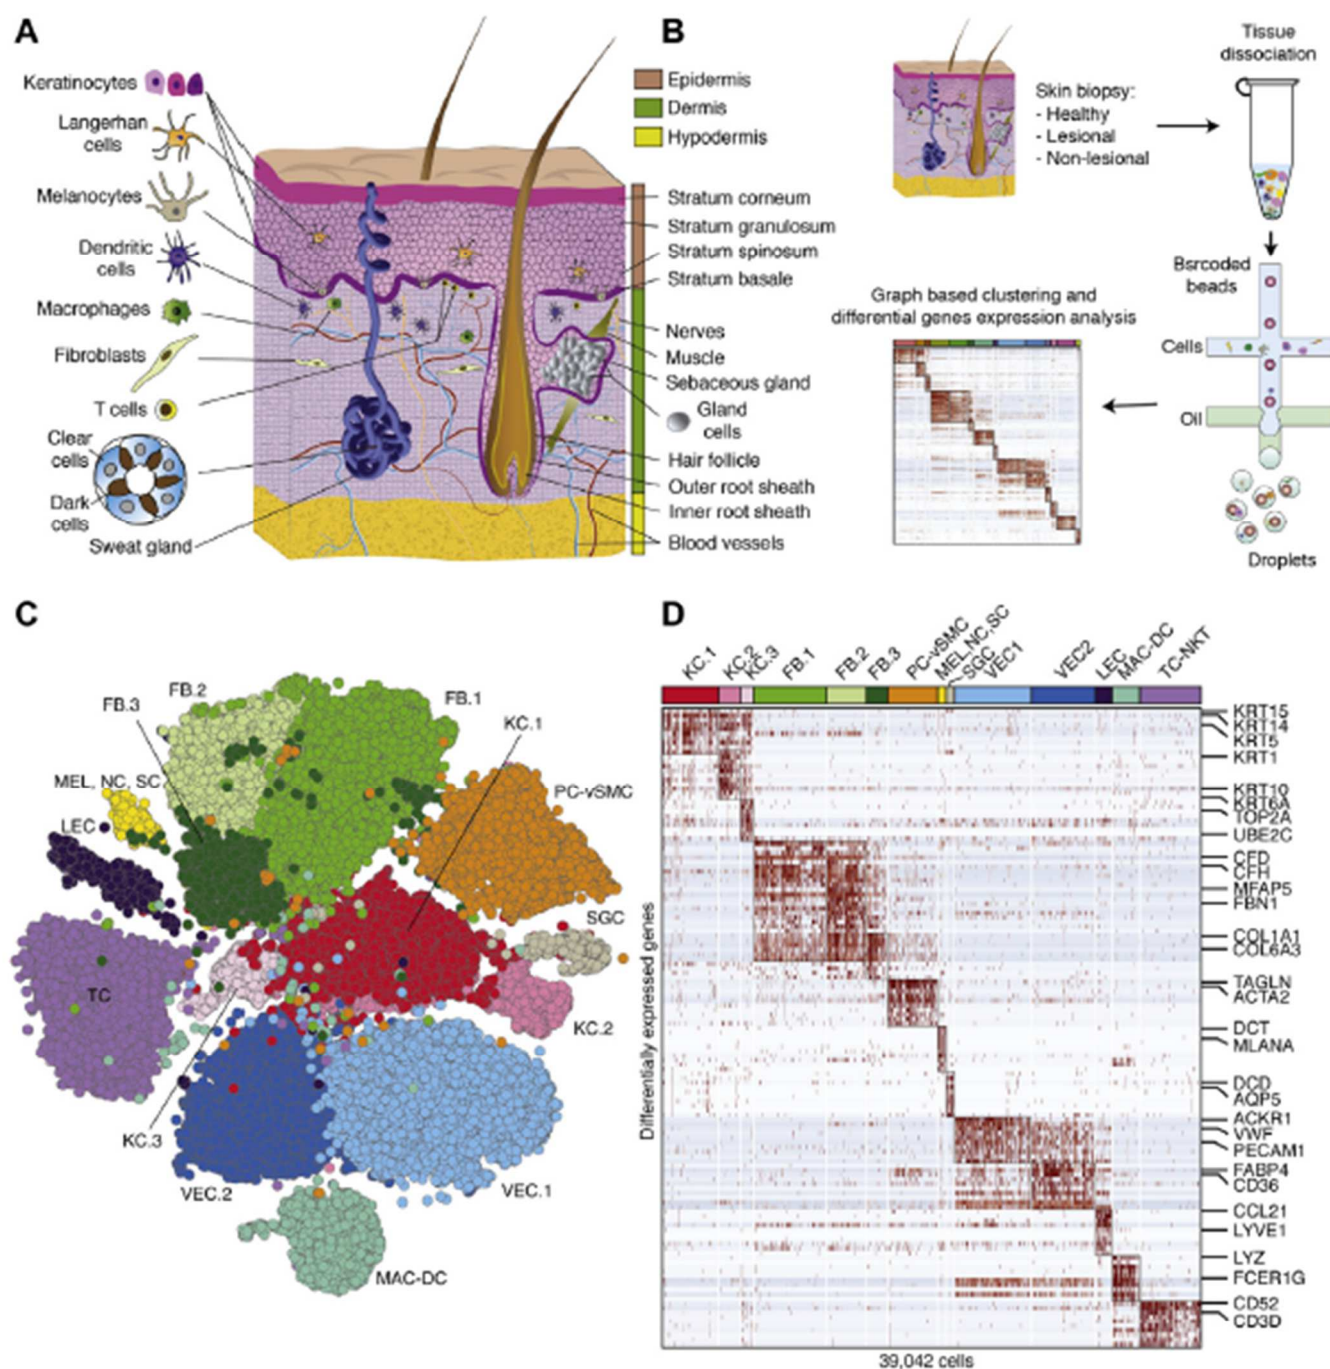 A
Keratinocytes
Langerhan
cells
Melanocytes
Dendritic
cells
Macrophages
Fibroblasts
T cells
Clear
cells
Dark
cells
Sweat gland
Epidermis
Dermis
Hypodermis
Stratum corneum
Stratum granulosum
Stratum spinosum
Stratum basale
Nerves
Muscle
Sebaceous gland
Gland
cells
Hair follicle
Outer root sheath
Inner root sheath
Blood vessels
B
Skin biopsy:
- Healthy
- Lesional
- Non-lesional
Tissue
dissociation
Bsrcoded
beads
Cells
Oil
Droplets
Graph based clustering and
differential genes expression analysis
C
FB.2
FB.3
FB.1
KC.1
MEL, NC, SC
PC-vSMC
LEC
SGC
TC
KC.2
KC.3
VEC.2
VEC.1
MAC-DC
D
KC.1
KC.2
KC.3
FB.1
FB.2
FB.3
PC-vSMC
MEL,NC,SC
SGC
VEC1
VEC2
LEC
MAC-DC
TC-NKT
Differentially expressed genes
KRT15
KRT14
KRT5
KRT1
KRT10
KRT6A
TOP2A
UBE2C
CFD
CFH
MFAP5
FBN1
COL1A1
COL6A3
TAGLN
ACTA2
DCT
MLANA
DCD
AQP5
ACKR1
VWF
PECAM1
FABP4
CD36
CCL21
LYVE1
LYZ
FCER1G
CD52
CD3D
39,042 cells